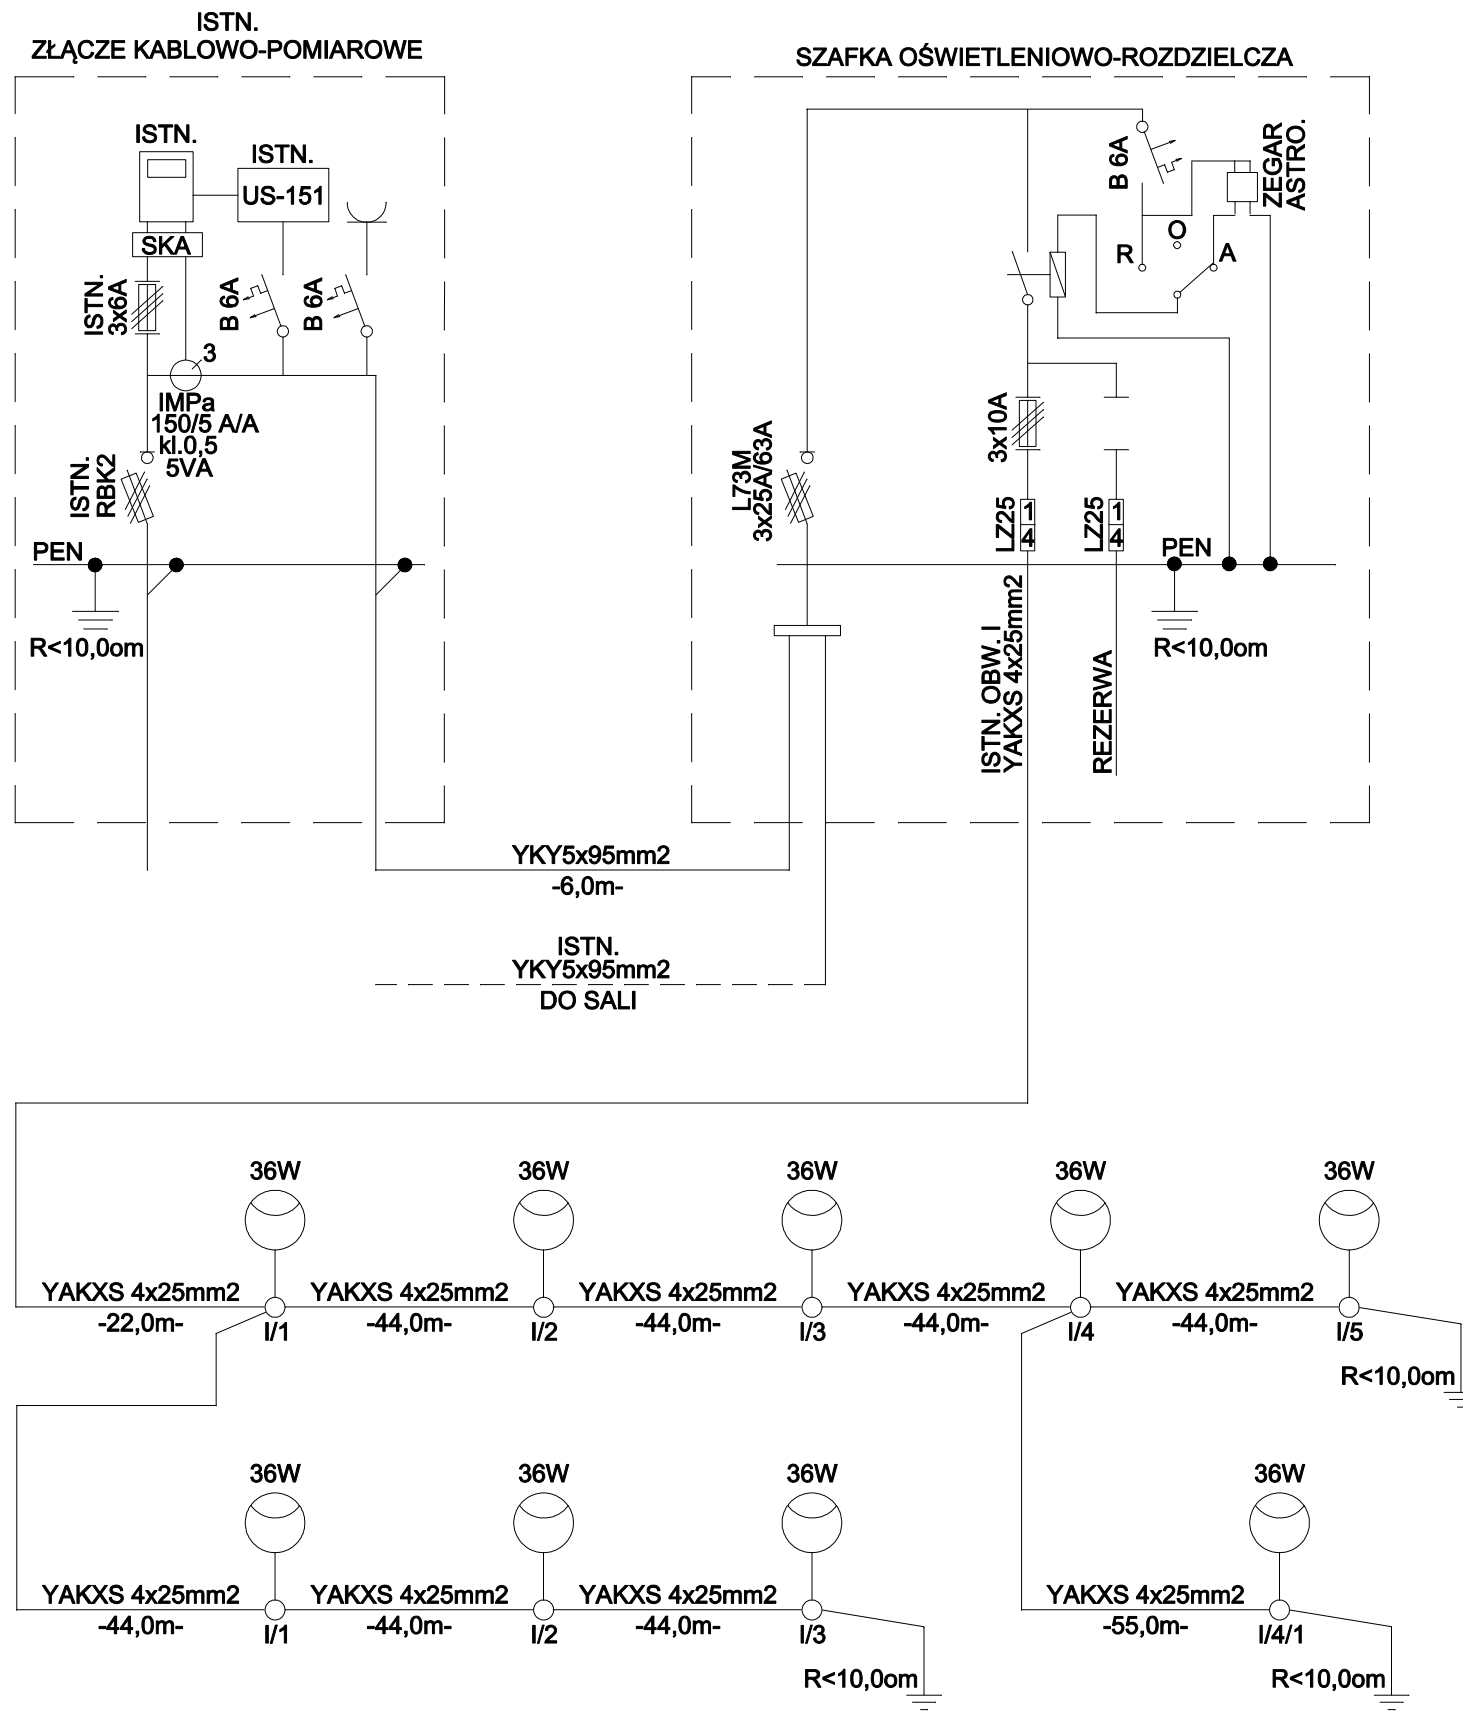 ISTN.
ZŁĄCZE KABLOWO-POMIAROWE
ISTN.
ISTN.
US-151
SKA
ISTN.
3x6A
B 6A
B 6A
3
IMPa
150/5 A/A
kl.0,5
5VA
ISTN.
RBK2
PEN
R<10,0om
SZAFKA OŚWIETLENIOWO-ROZDZIELCZA
B 6A
ZEGAR
ASTRO.
O
R
A
3x10A
L73M
3x25A/63A
LZ25
1
4
LZ25
1
4
PEN
R<10,0om
ISTN. OBW. I
YAKXS 4x25mm2
REZERWA
YKY5x95mm2
-6,0m-
ISTN.
YKY5x95mm2
DO SALI
36W
36W
36W
36W
36W
YAKXS 4x25mm2
YAKXS 4x25mm2
YAKXS 4x25mm2
YAKXS 4x25mm2
YAKXS 4x25mm2
-22,0m-
-44,0m-
-44,0m-
-44,0m-
-44,0m-
I/1
I/2
I/3
I/4
I/5
R<10,0om
36W
36W
36W
36W
YAKXS 4x25mm2
YAKXS 4x25mm2
YAKXS 4x25mm2
YAKXS 4x25mm2
-44,0m-
-44,0m-
-44,0m-
-55,0m-
I/1
I/2
I/3
I/4/1
R<10,0om
R<10,0om